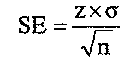 SE = z × σ / √n